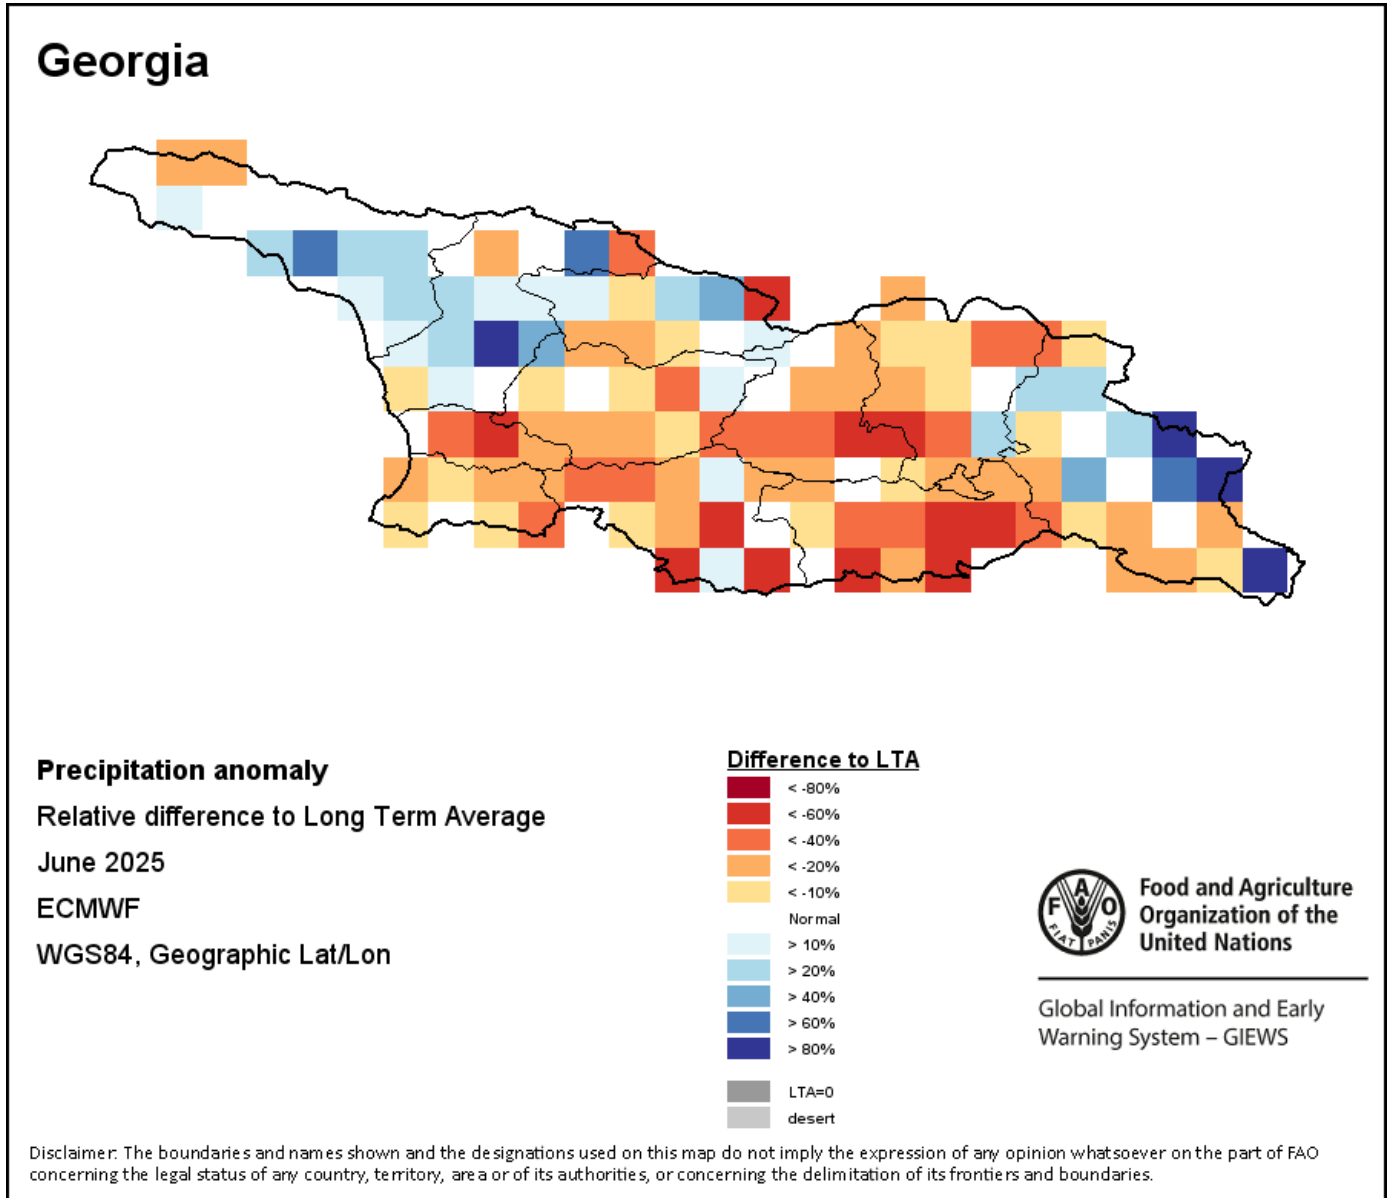 Georgia
Precipitation anomaly
Relative difference to Long Term Average
June 2025
ECMWF
WGS84, Geographic Lat/Lon
Difference to LTA
< -80%
< -60%
< -40%
< -20%
< -10%
Normal
> 10%
> 20%
> 40%
> 60%
> 80%
LTA=0
desert
F A O
FIAT PANIS
Food and Agriculture
Organization of the
United Nations
Global Information and Early
Warning System – GIEWS
Disclaimer: The boundaries and names shown and the designations used on this map do not imply the expression of any opinion whatsoever on the part of FAO
concerning the legal status of any country, territory, area or of its authorities, or concerning the delimitation of its frontiers and boundaries.